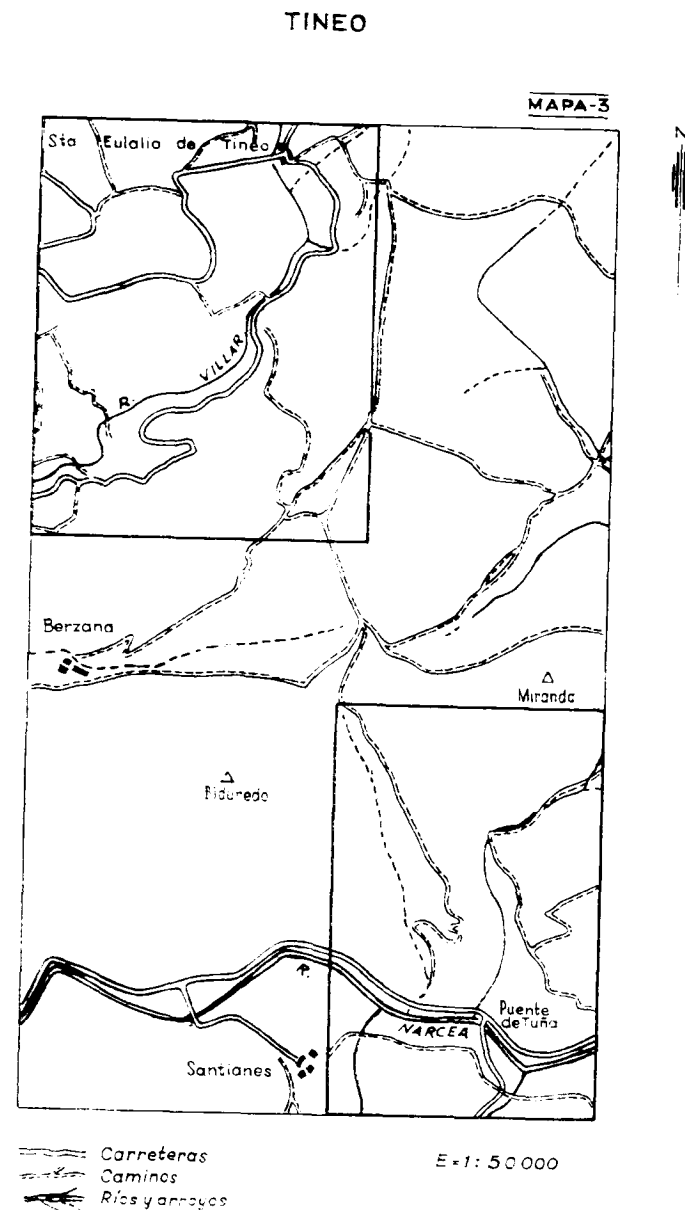 TINEO
MAPA-3
N
Sta Eulalia de Tineo
R. VILLAR
Berzana
Miranda
Biduredo
R. NARCEA
Puente
de Tuña
Santianes
Carreteras
Caminos
Ríos y arroyos
E=1:50000